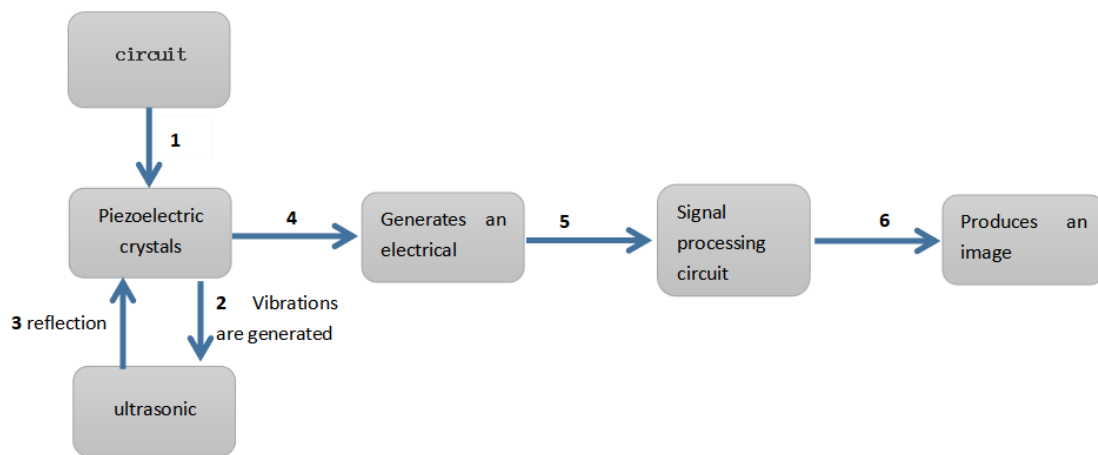 circuit
1
Piezoelectric
crystals
4
Generates an
electrical
5
Signal
processing
circuit
6
Produces an
image
3 reflection
2 Vibrations
are generated
ultrasonic